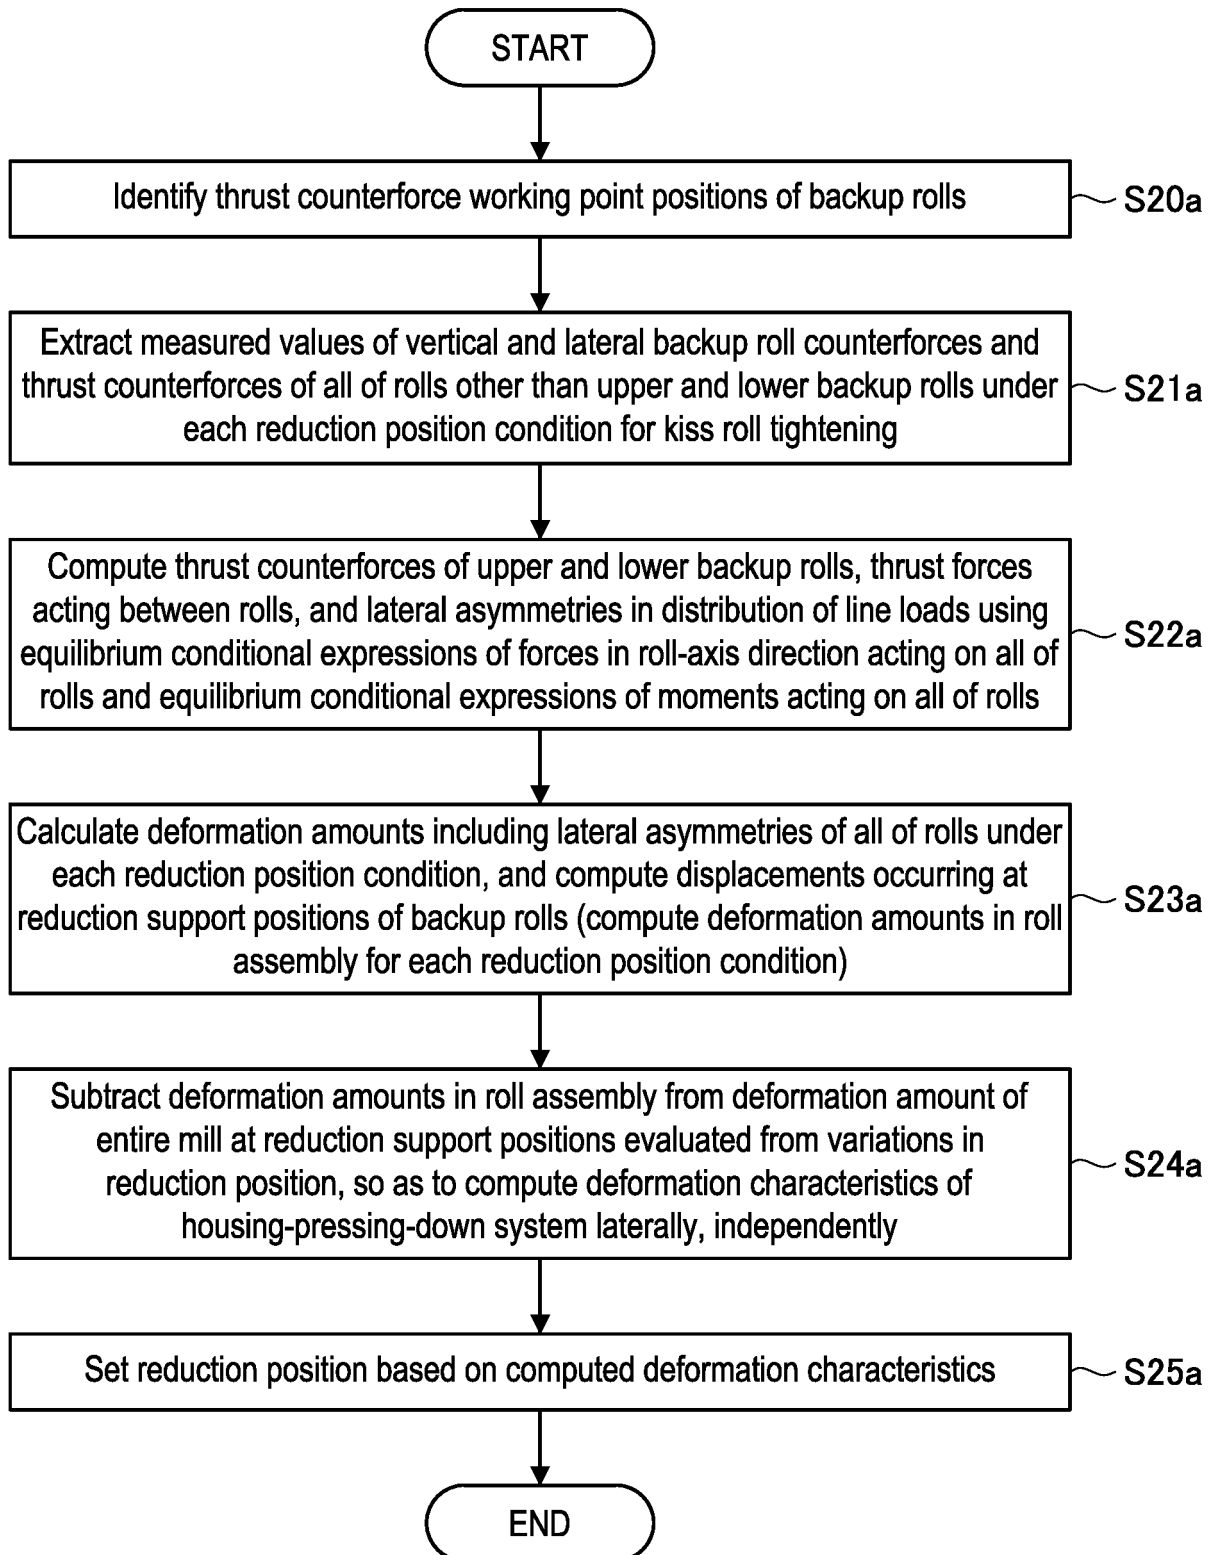 START
Identify thrust counterforce working point positions of backup rolls
S20a
Extract measured values of vertical and lateral backup roll counterforces and
thrust counterforces of all of rolls other than upper and lower backup rolls under
each reduction position condition for kiss roll tightening
S21a
Compute thrust counterforces of upper and lower backup rolls, thrust forces
acting between rolls, and lateral asymmetries in distribution of line loads using
equilibrium conditional expressions of forces in roll-axis direction acting on all of
rolls and equilibrium conditional expressions of moments acting on all of rolls
S22a
Calculate deformation amounts including lateral asymmetries of all of rolls under
each reduction position condition, and compute displacements occurring at
reduction support positions of backup rolls (compute deformation amounts in roll
assembly for each reduction position condition)
S23a
Subtract deformation amounts in roll assembly from deformation amount of
entire mill at reduction support positions evaluated from variations in
reduction position, so as to compute deformation characteristics of
housing-pressing-down system laterally, independently
S24a
Set reduction position based on computed deformation characteristics
S25a
END